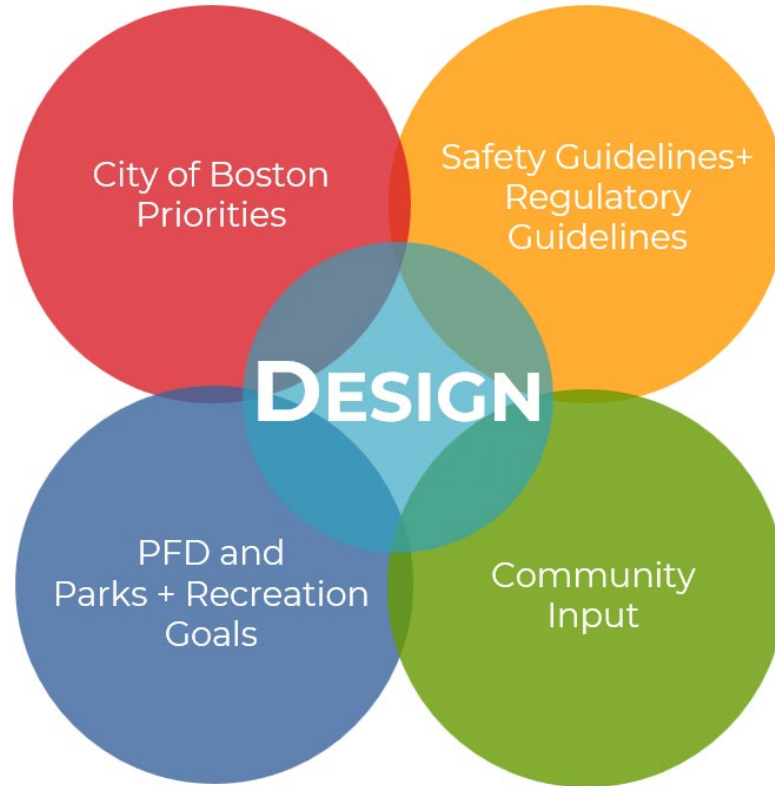 City of Boston
Priorities
Safety Guidelines+
Regulatory
Guidelines
DESIGN
PFD and
Parks + Recreation
Goals
Community
Input